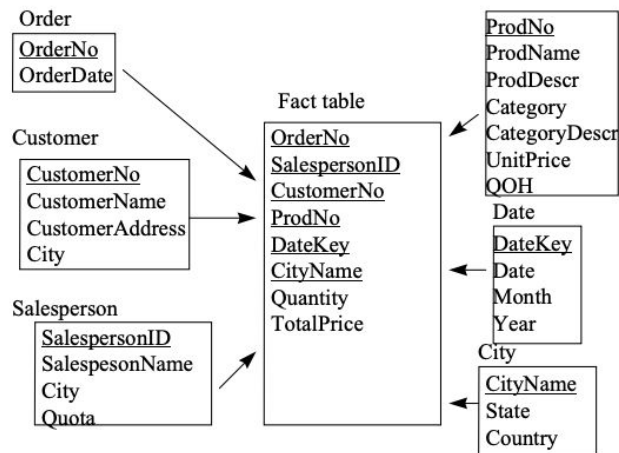 Order
OrderNo
OrderDate
Customer
CustomerNo
CustomerName
CustomerAddress
City
Salesperson
SalespersonID
SalespesonName
City
Quota
Fact table
OrderNo
SalespersonID
CustomerNo
ProdNo
DateKey
CityName
Quantity
TotalPrice
ProdNo
ProdName
ProdDescr
Category
CategoryDescr
UnitPrice
QOH
Date
DateKey
Date
Month
Year
City
CityName
State
Country